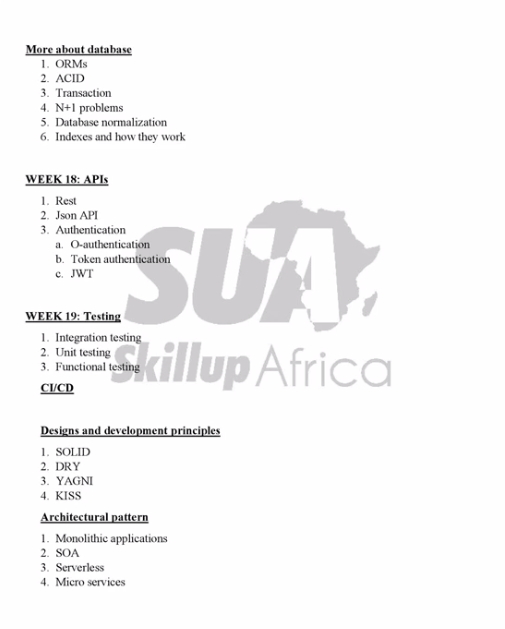 More about database
1. ORMs
2. ACID
3. Transaction
4. N+1 problems
5. Database normalization
6. Indexes and how they work
WEEK 18: APIs
1. Rest
2. Json API
3. Authentication
a. O-authentication
b. Token authentication
c. JWT
SUA
WEEK 19: Testing
1. Integration testing
2. Unit testing
3. Functional testing
Skillup Africa
CI/CD
Designs and development principles
1. SOLID
2. DRY
3. YAGNI
4. KISS
Architectural pattern
1. Monolithic applications
2. SOA
3. Serverless
4. Micro services